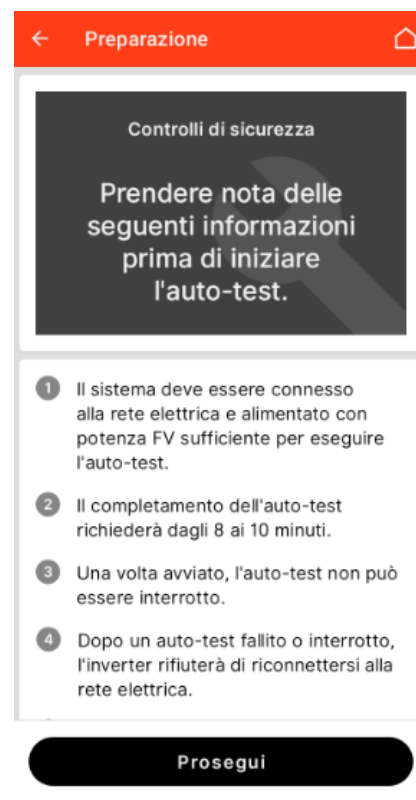 Preparazione
Controlli di sicurezza
Prendere nota delle
seguenti informazioni
prima di iniziare
l'auto-test.
1 Il sistema deve essere connesso
alla rete elettrica e alimentato con
potenza FV sufficiente per eseguire
l'auto-test.
2 Il completamento dell'auto-test
richiederà dagli 8 ai 10 minuti.
3 Una volta avviato, l'auto-test non può
essere interrotto.
4 Dopo un auto-test fallito o interrotto,
l'inverter rifiuterà di riconnettersi alla
rete elettrica.
Prosegui